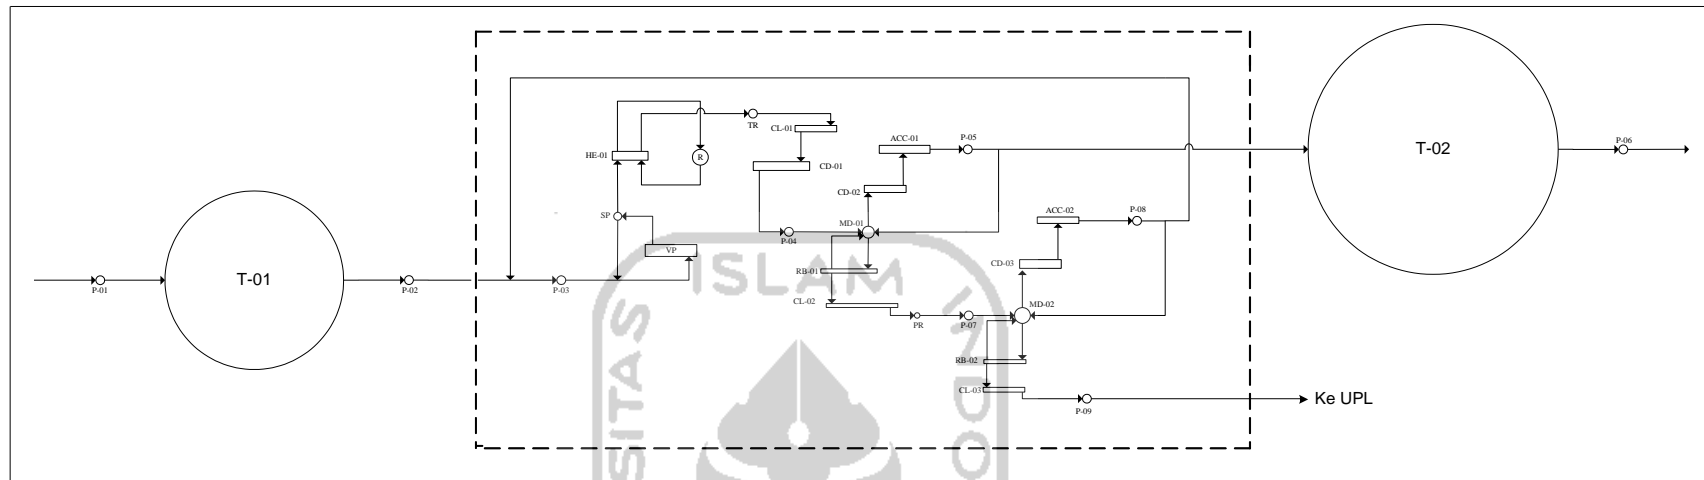 T-01
T-02
P-01
P-02
P-03
SP
VP
HE-01
R
TR
CL-01
CD-01
P-04
MD-01
CD-02
ACC-01
P-05
RB-01
CL-02
PR
P-07
MD-02
CD-03
ACC-02
P-08
RB-02
CL-03
P-09
Ke UPL
P-06
SITAS
ISLAM
INDO